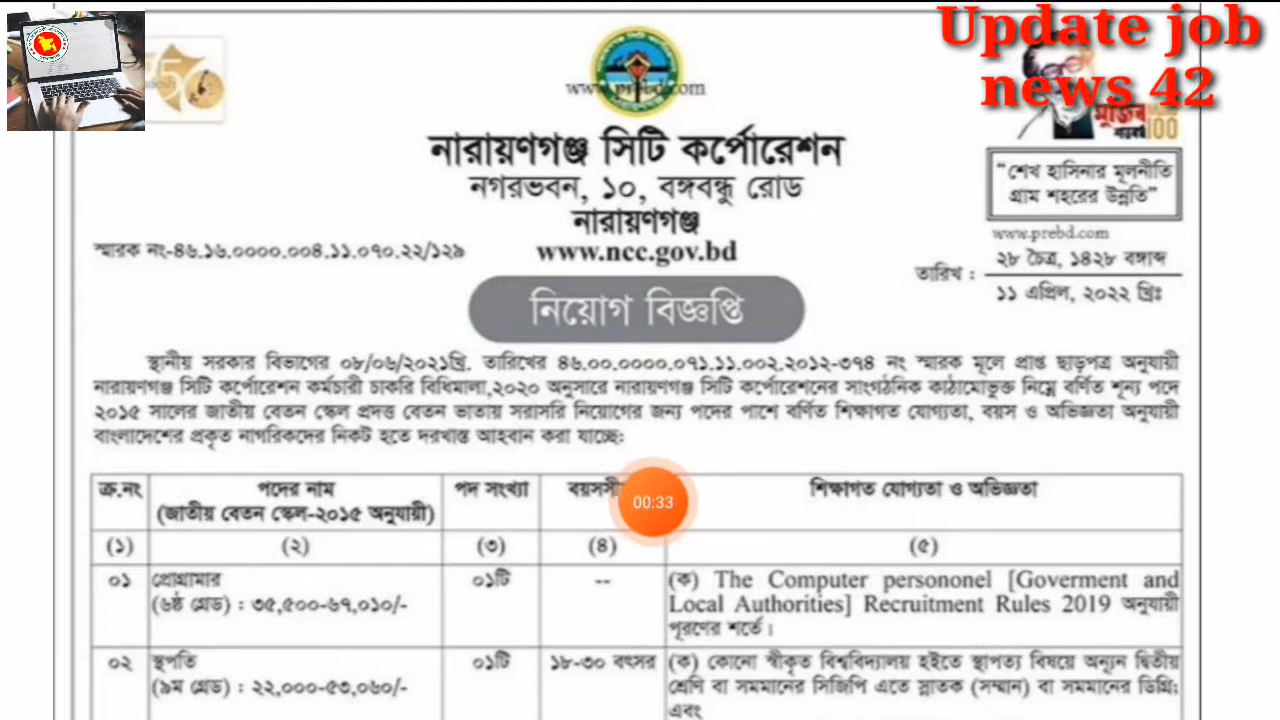 Update job
news 42
www.prebd.com
মুজিব
100
নারায়ণগঞ্জ সিটি কর্পোরেশন
নগরভবন, ১০, বঙ্গবন্ধু রোড
নারায়ণগঞ্জ
www.ncc.gov.bd
“শেখ হাসিনার মূলনীতি
গ্রাম শহরের উন্নতি”
www.prebd.com
স্মারক নং-৪৬.১৬.০০০০.০০৪.১১.০৭০.২২/১২৯
তারিখ :
২৮ চৈত্র, ১৪২৮ বঙ্গাব্দ
১১ এপ্রিল, ২০২২ খ্রিঃ
নিয়োগ বিজ্ঞপ্তি
স্থানীয় সরকার বিভাগের ০৮/০৬/২০২১খ্রি. তারিখের ৪৬.০০.০০০০.০৭১.১১.০০২.২০১২-৩৭৪ নং স্মারক মূলে প্রাপ্ত ছাড়পত্র অনুযায়ী
নারায়ণগঞ্জ সিটি কর্পোরেশন কর্মচারী চাকরি বিধিমালা,২০২০ অনুসারে নারায়ণগঞ্জ সিটি কর্পোরেশনের সাংগঠনিক কাঠামোভুক্ত নিম্নে বর্ণিত শূন্য পদে
২০১৫ সালের জাতীয় বেতন স্কেল প্রদত্ত বেতন ভাতায় সরাসরি নিয়োগের জন্য পদের পাশে বর্ণিত শিক্ষাগত যোগ্যতা, বয়স ও অভিজ্ঞতা অনুযায়ী
বাংলাদেশের প্রকৃত নাগরিকদের নিকট হতে দরখাস্ত আহবান করা যাচ্ছে:
ক্র.নং
পদের নাম
(জাতীয় বেতন স্কেল-২০১৫ অনুযায়ী)
পদ সংখ্যা
শিক্ষাগত যোগ্যতা ও অভিজ্ঞতা
00:33
(১) (২) (৩) (৪) (৫)
০১
প্রোগ্রামার
(৬ষ্ঠ গ্রেড) : ৩৫,৫০০-৬৭,০১০/-
০১টি
--
(ক) The Computer persononel [Goverment and
Local Authorities] Recruitment Rules 2019 অনুযায়ী
পূরণের শর্তে।
০২
স্থপতি
(৯ম গ্রেড) : ২২,০০০-৫৩,০৬০/-
০১টি
১৮-৩০ বৎসর
(ক) কোনো স্বীকৃত বিশ্ববিদ্যালয় হইতে স্থাপত্য বিষয়ে অন্যূন দ্বিতীয়
শ্রেণি বা সমমানের সিজিপি এতে স্নাতক (সম্মান) বা সমমানের ডিগ্রি;
এবং